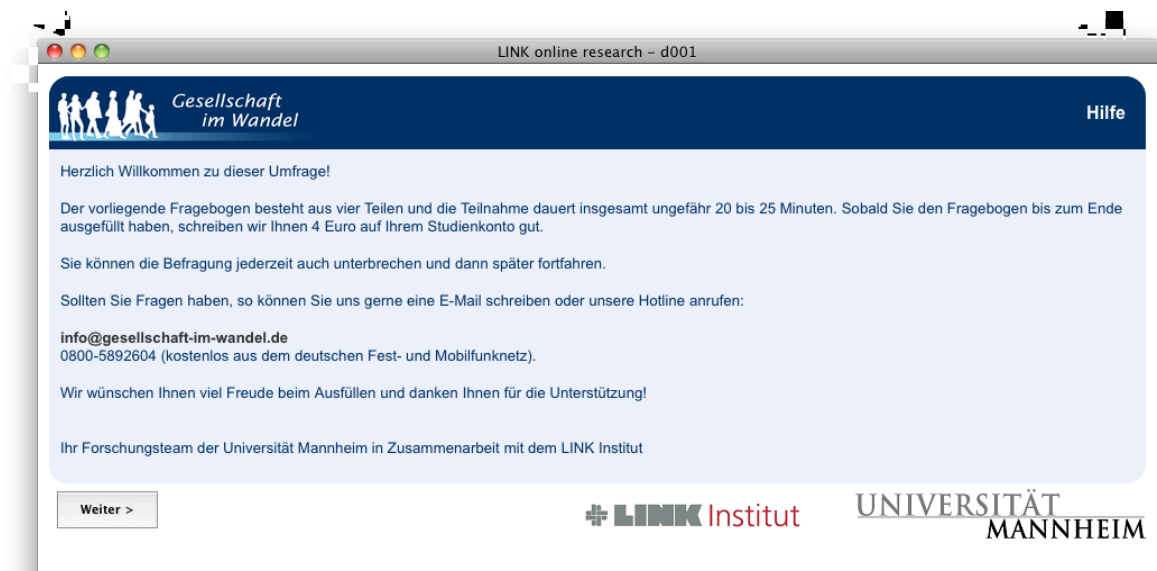 LINK online research – d001
Gesellschaft
im Wandel
Hilfe
Herzlich Willkommen zu dieser Umfrage!
Der vorliegende Fragebogen besteht aus vier Teilen und die Teilnahme dauert insgesamt ungefähr 20 bis 25 Minuten. Sobald Sie den Fragebogen bis zum Ende
ausgefüllt haben, schreiben wir Ihnen 4 Euro auf Ihrem Studienkonto gut.
Sie können die Befragung jederzeit auch unterbrechen und dann später fortfahren.
Sollten Sie Fragen haben, so können Sie uns gerne eine E-Mail schreiben oder unsere Hotline anrufen:
info@gesellschaft-im-wandel.de
0800-5892604 (kostenlos aus dem deutschen Fest- und Mobilfunknetz).
Wir wünschen Ihnen viel Freude beim Ausfüllen und danken Ihnen für die Unterstützung!
Ihr Forschungsteam der Universität Mannheim in Zusammenarbeit mit dem LINK Institut
Weiter >
LINK Institut
UNIVERSITÄT
MANNHEIM